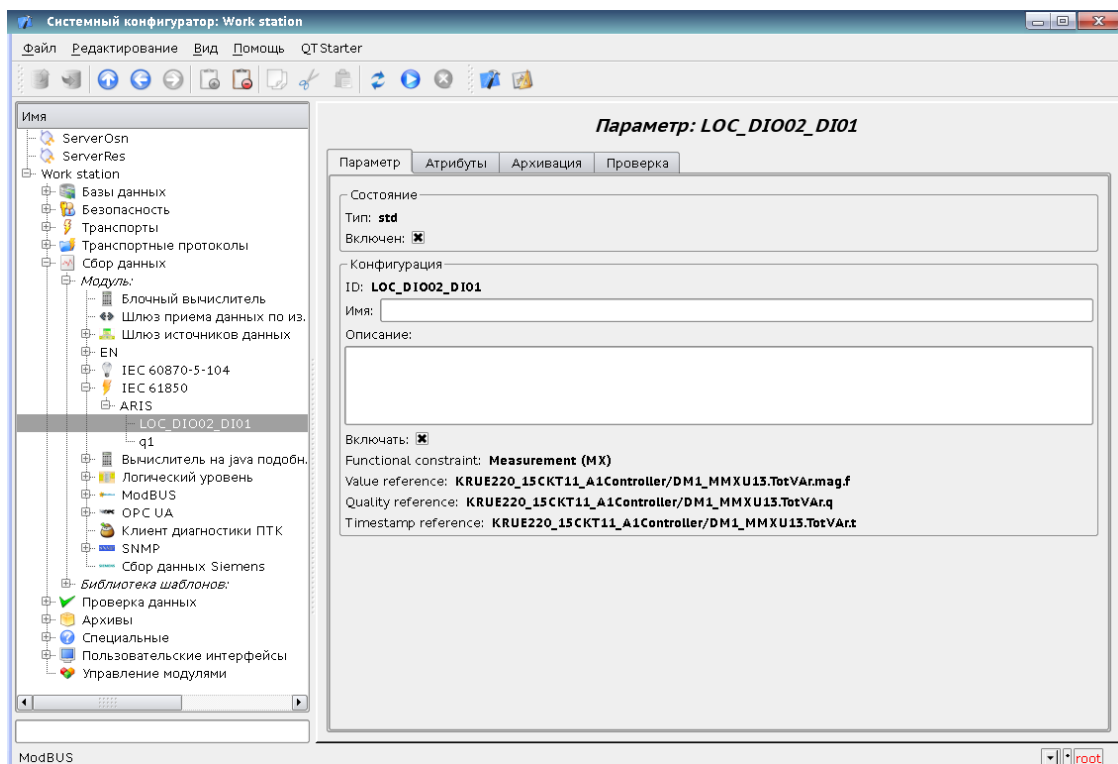 Системный конфигуратор: Work station
Файл Редактирование Вид Помощь QTStarter
Имя
ServerOsn
ServerRes
Work station
Базы данных
Безопасность
Транспорты
Транспортные протоколы
Сбор данных
Модуль:
Блочный вычислитель
Шлюз приема данных по из.
Шлюз источников данных
EN
IEC 60870-5-104
IEC 61850
ARIS
LOC_DIO02_DI01
q1
Вычислитель на java подобн.
Логический уровень
ModBUS
OPC UA
Клиент диагностики ПТК
SNMP
Сбор данных Siemens
Библиотека шаблонов:
Проверка данных
Архивы
Специальные
Пользовательские интерфейсы
Управление модулями
Параметр: LOC_DIO02_DI01
Параметр Атрибуты Архивация Проверка
Состояние
Тип: std
Включен:
Конфигурация
ID: LOC_DIO02_DI01
Имя:
Описание:
Включать:
Functional constraint: Measurement (MX)
Value reference: KRUE220_15CKT11_A1Controller/DM1_MMXU13.TotVAr.mag.f
Quality reference: KRUE220_15CKT11_A1Controller/DM1_MMXU13.TotVAr.q
Timestamp reference: KRUE220_15CKT11_A1Controller/DM1_MMXU13.TotVAr.t
ModBUS
root